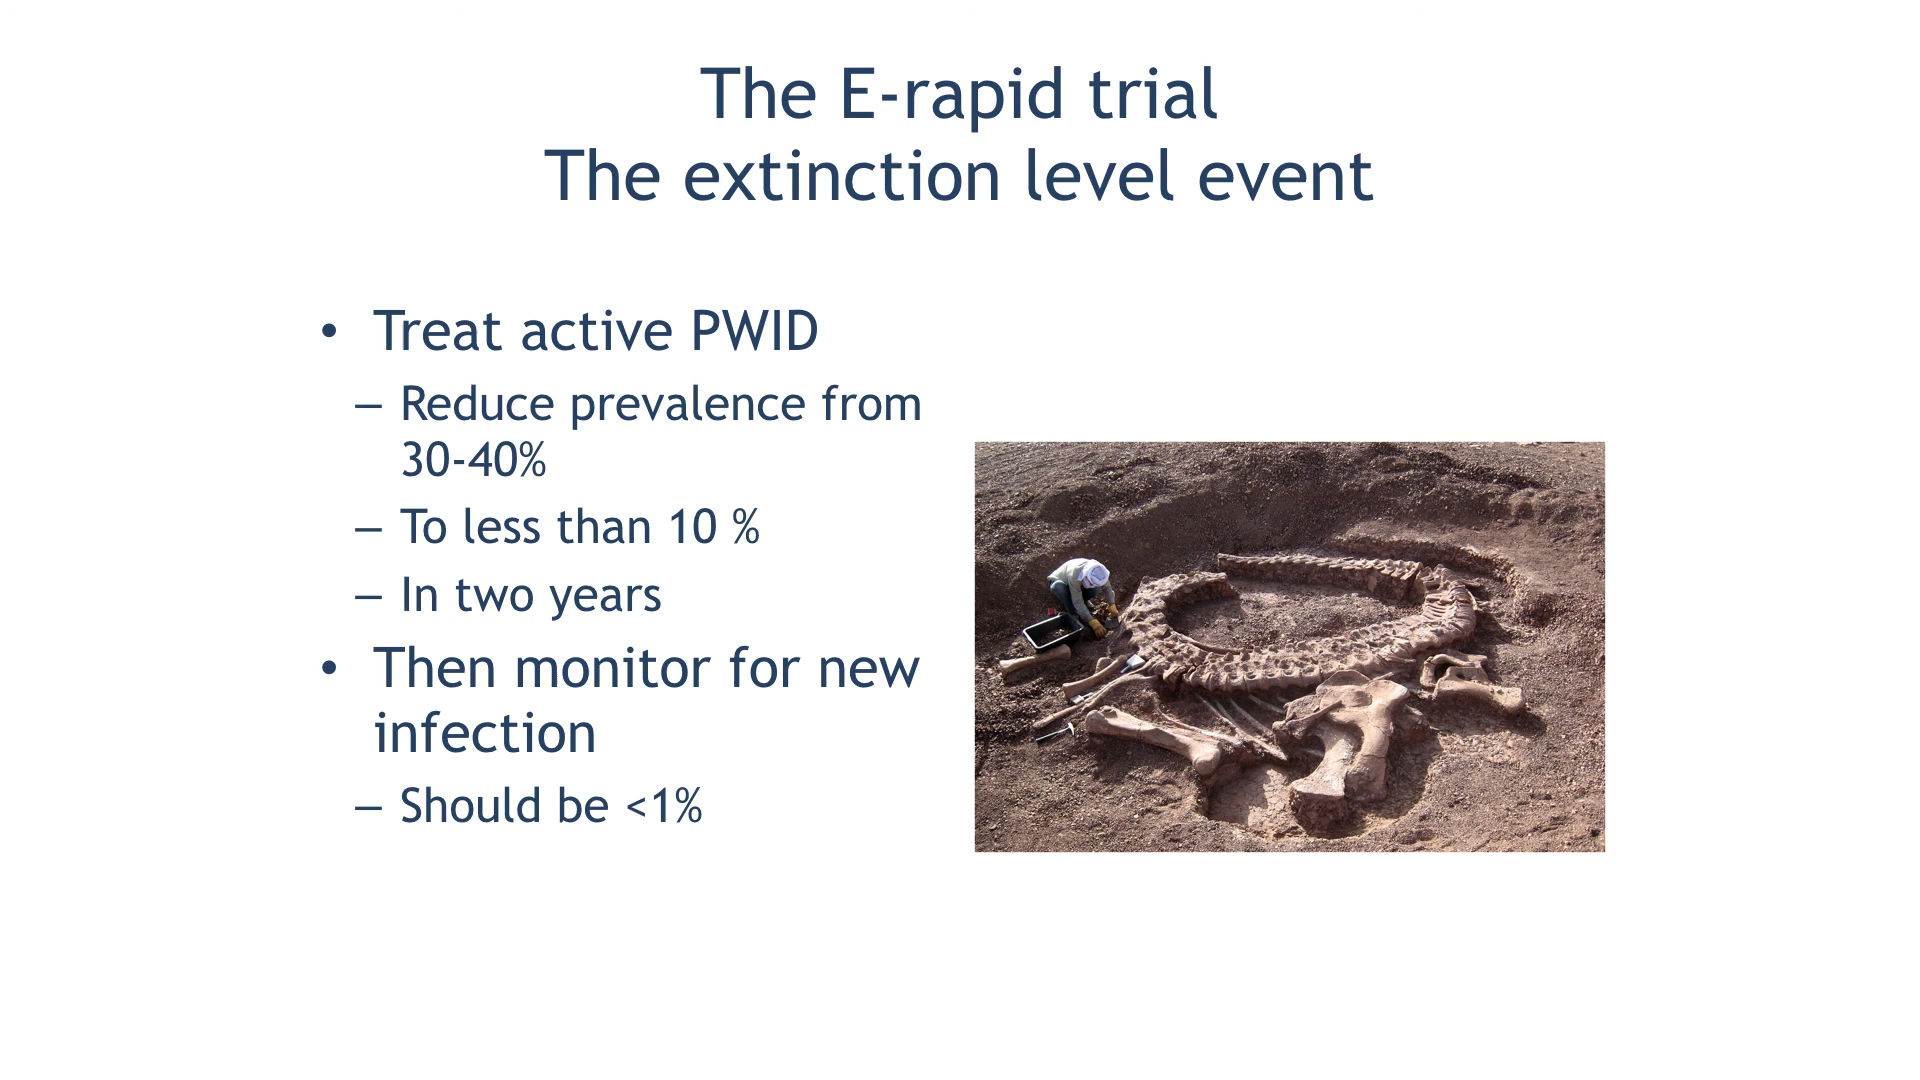 The E-rapid trial
The extinction level event
• Treat active PWID
– Reduce prevalence from
30-40%
– To less than 10 %
– In two years
• Then monitor for new
infection
– Should be <1%